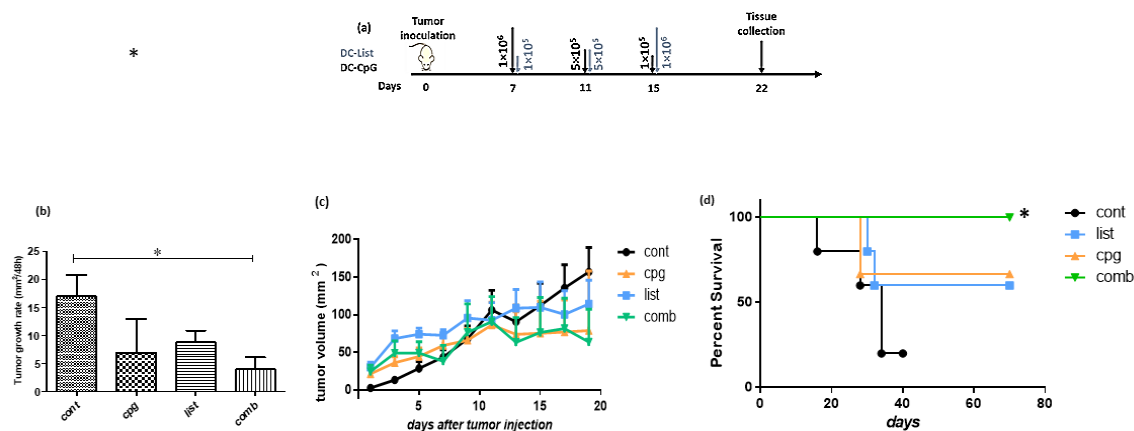 *
(a)
Tumor
inoculation
Tissue
collection
DC-List
DC-CpG
1×10⁶
1×10⁵
5×10⁵
5×10⁵
1×10⁵
1×10⁶
Days 0 7 11 15 22
(b)
Tumor growth rate (mm³/48h)
25
20
15
10
5
0
*
cont cpg list comb
(c)
tumor volume (mm ²)
200
150
100
50
0
5 10 15 20
days after tumor injection
cont
cpg
list
comb
(d)
Percent Survival
100
50
0
0 20 40 60 80
days
*
cont
list
cpg
comb